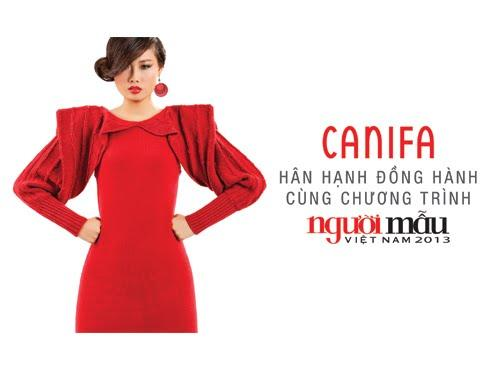 CANIFA
HÂN HẠNH ĐỒNG HÀNH
CÙNG CHƯƠNG TRÌNH
người mẫu
VIỆT NAM 2013